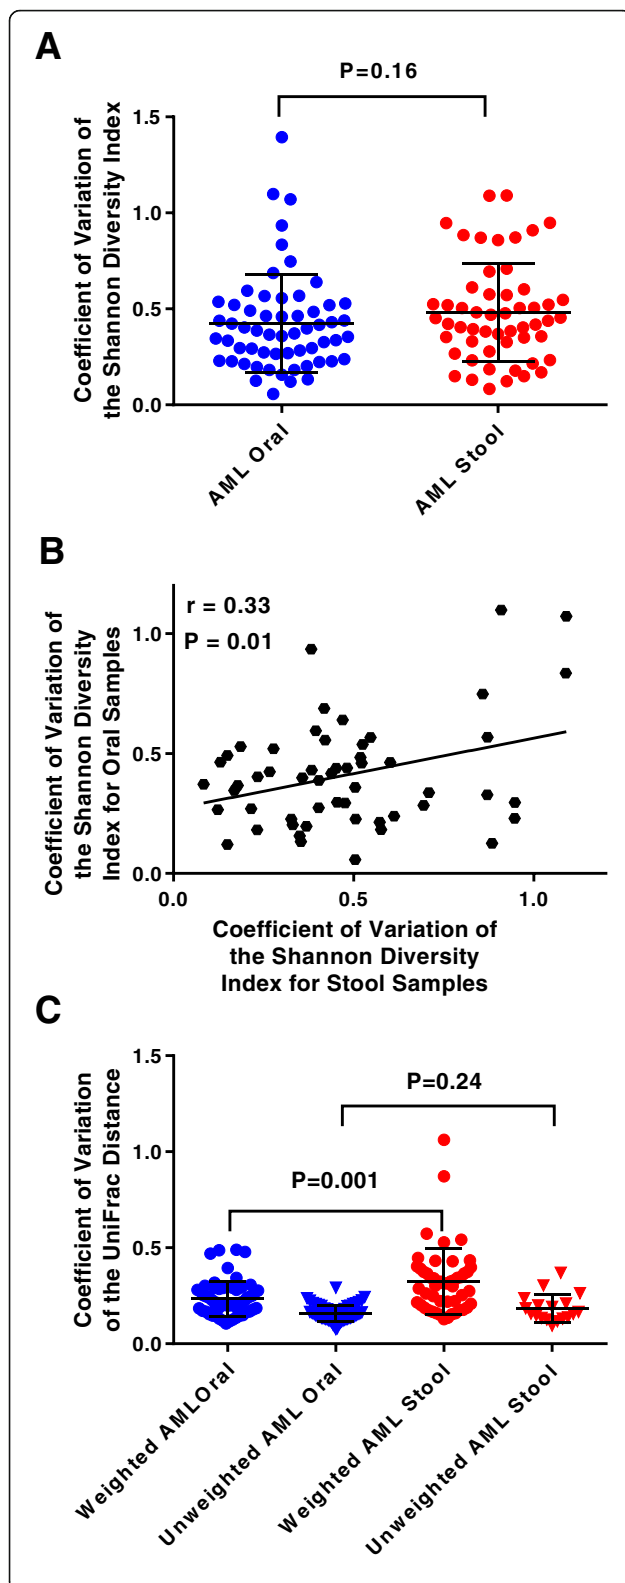 A
P=0.16
Coefficient of Variation of
the Shannon Diversity Index
1.5
1.0
0.5
0.0
AML Oral
AML Stool
B
r = 0.33
P = 0.01
Coefficient of Variation of
the Shannon Diversity
Index for Oral Samples
1.0
0.5
0.0
0.0
0.5
1.0
Coefficient of Variation of
the Shannon Diversity
Index for Stool Samples
C
P=0.24
P=0.001
Coefficient of Variation
of the UniFrac Distance
1.5
1.0
0.5
0.0
Weighted AMLOral
Unweighted AML Oral
Weighted AML Stool
Unweighted AML Stool